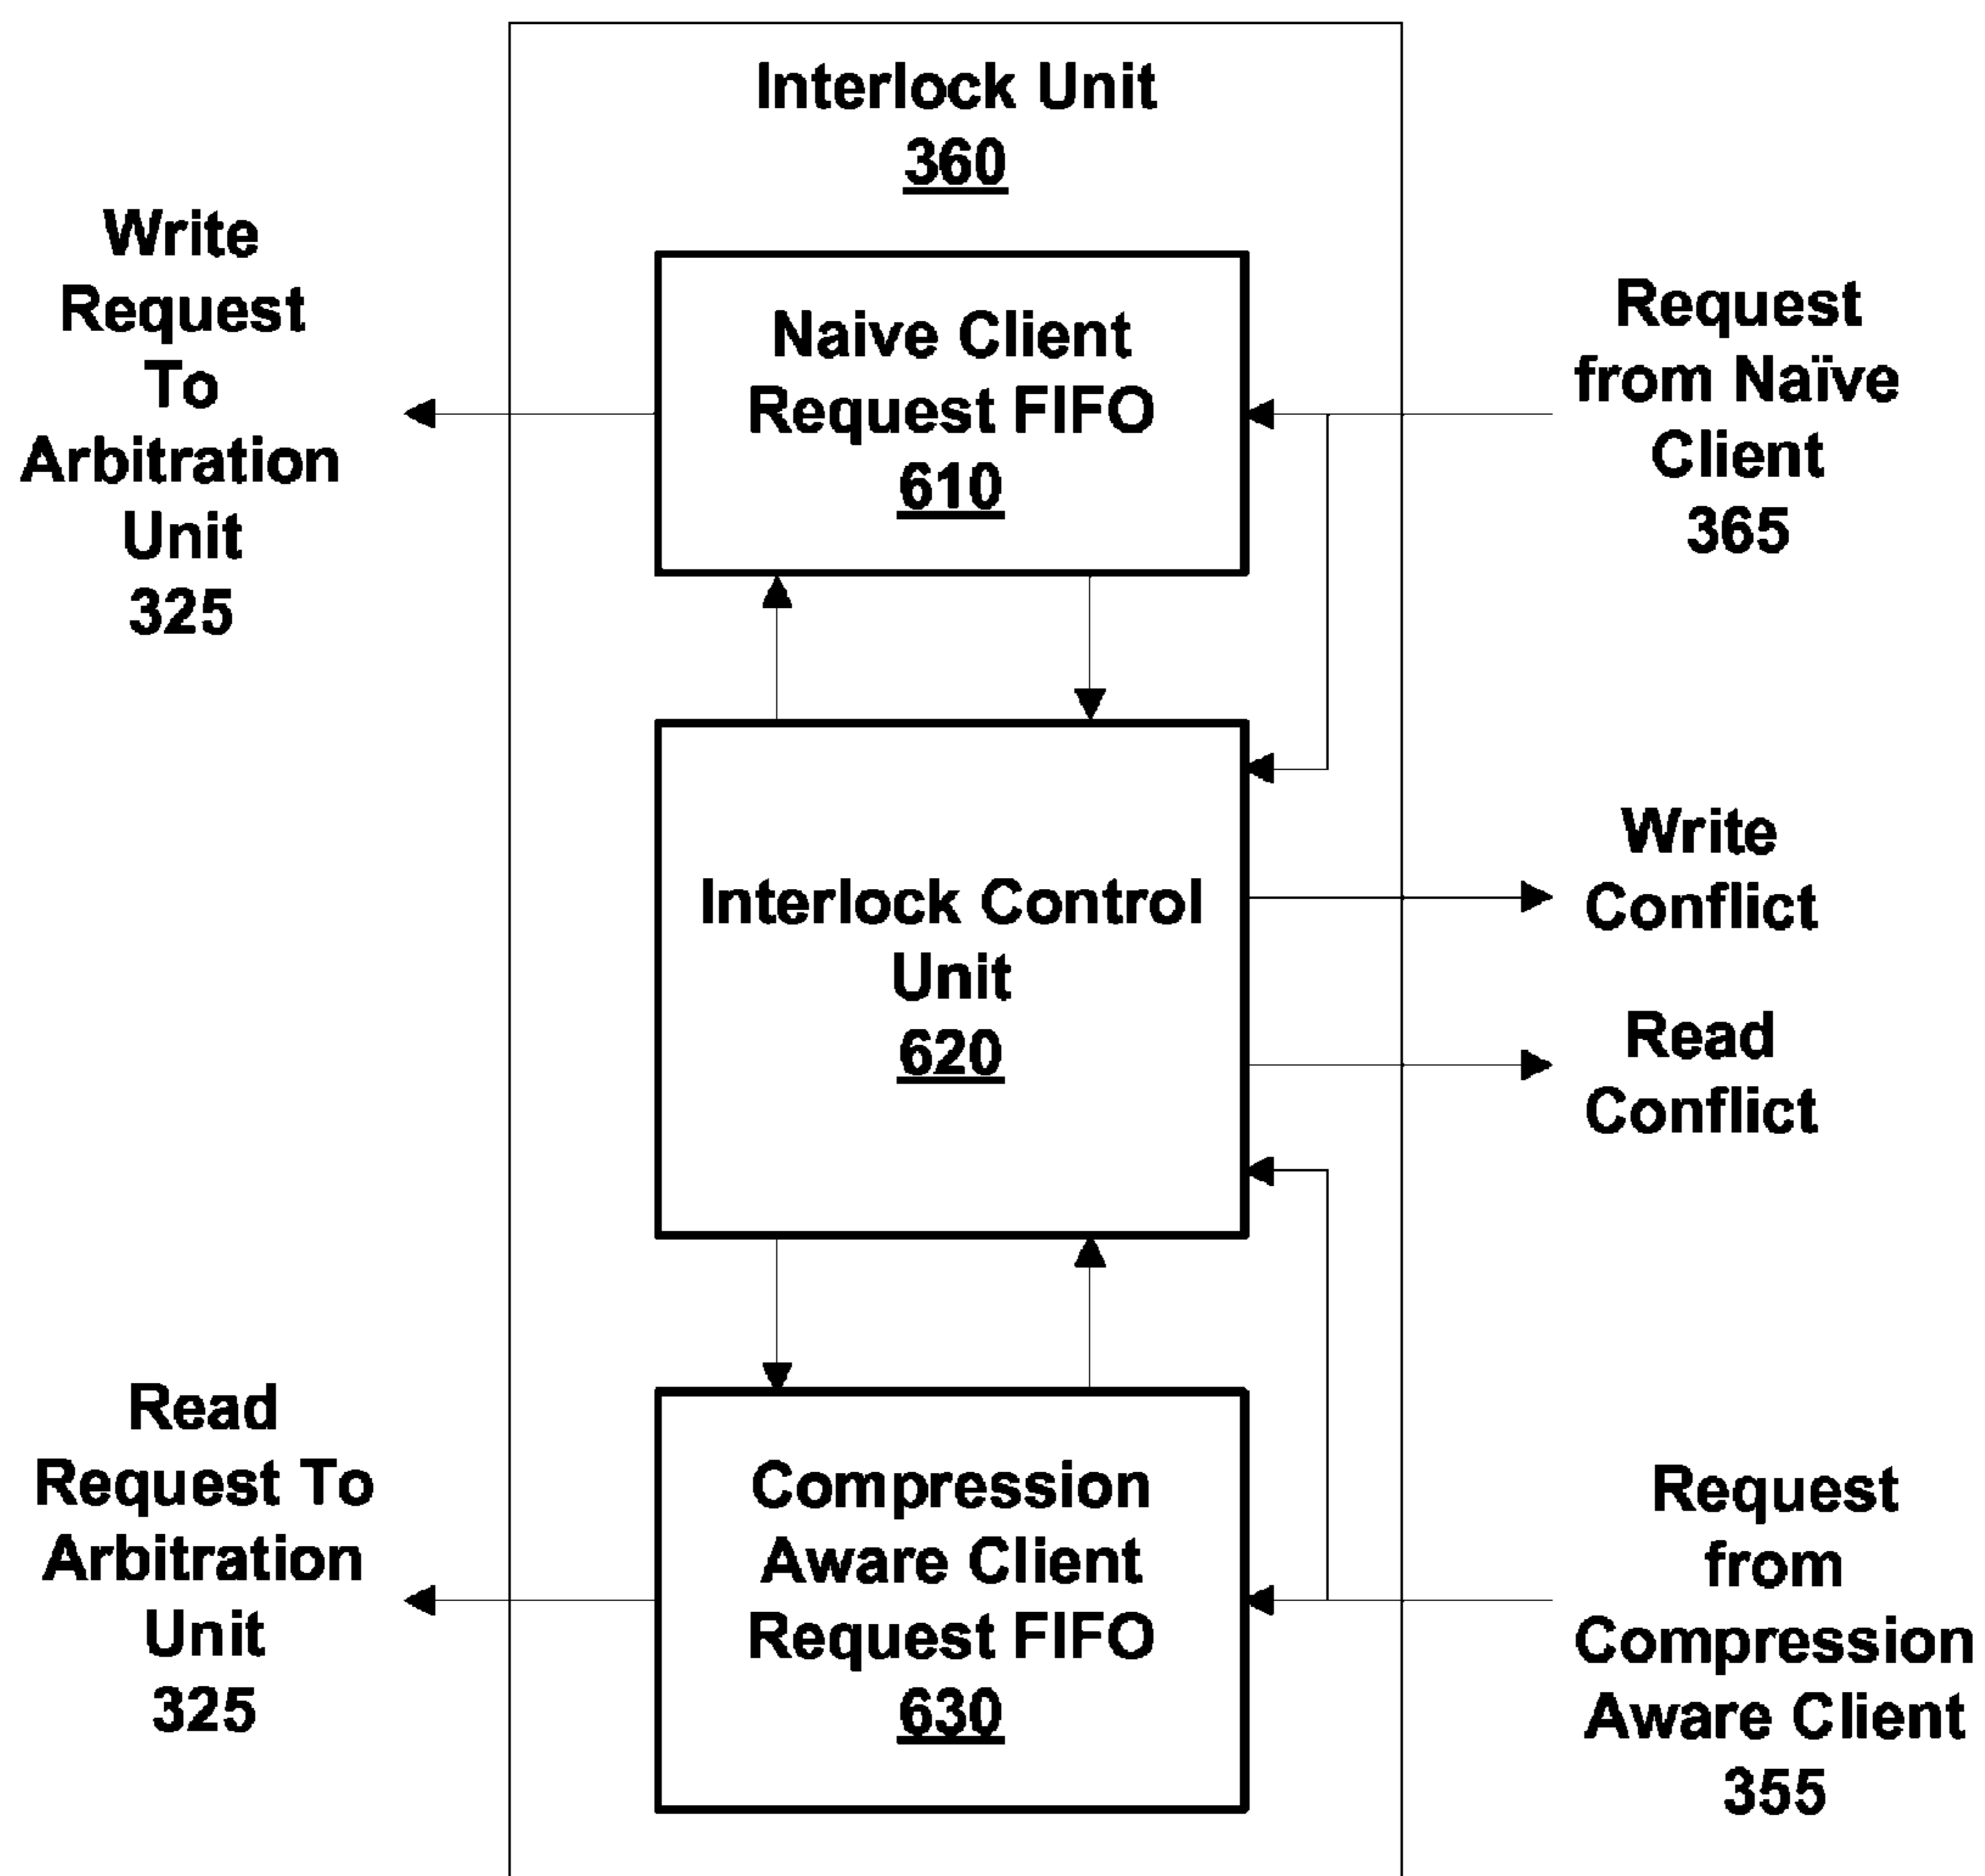 Interlock Unit
360
Write
Request
To
Arbitration
Unit
325
Naive Client
Request FIFO
610
Request
from Naïve
Client
365
Interlock Control
Unit
620
Write
Conflict
Read
Conflict
Read
Request To
Arbitration
Unit
325
Compression
Aware Client
Request FIFO
630
Request
from
Compression
Aware Client
355